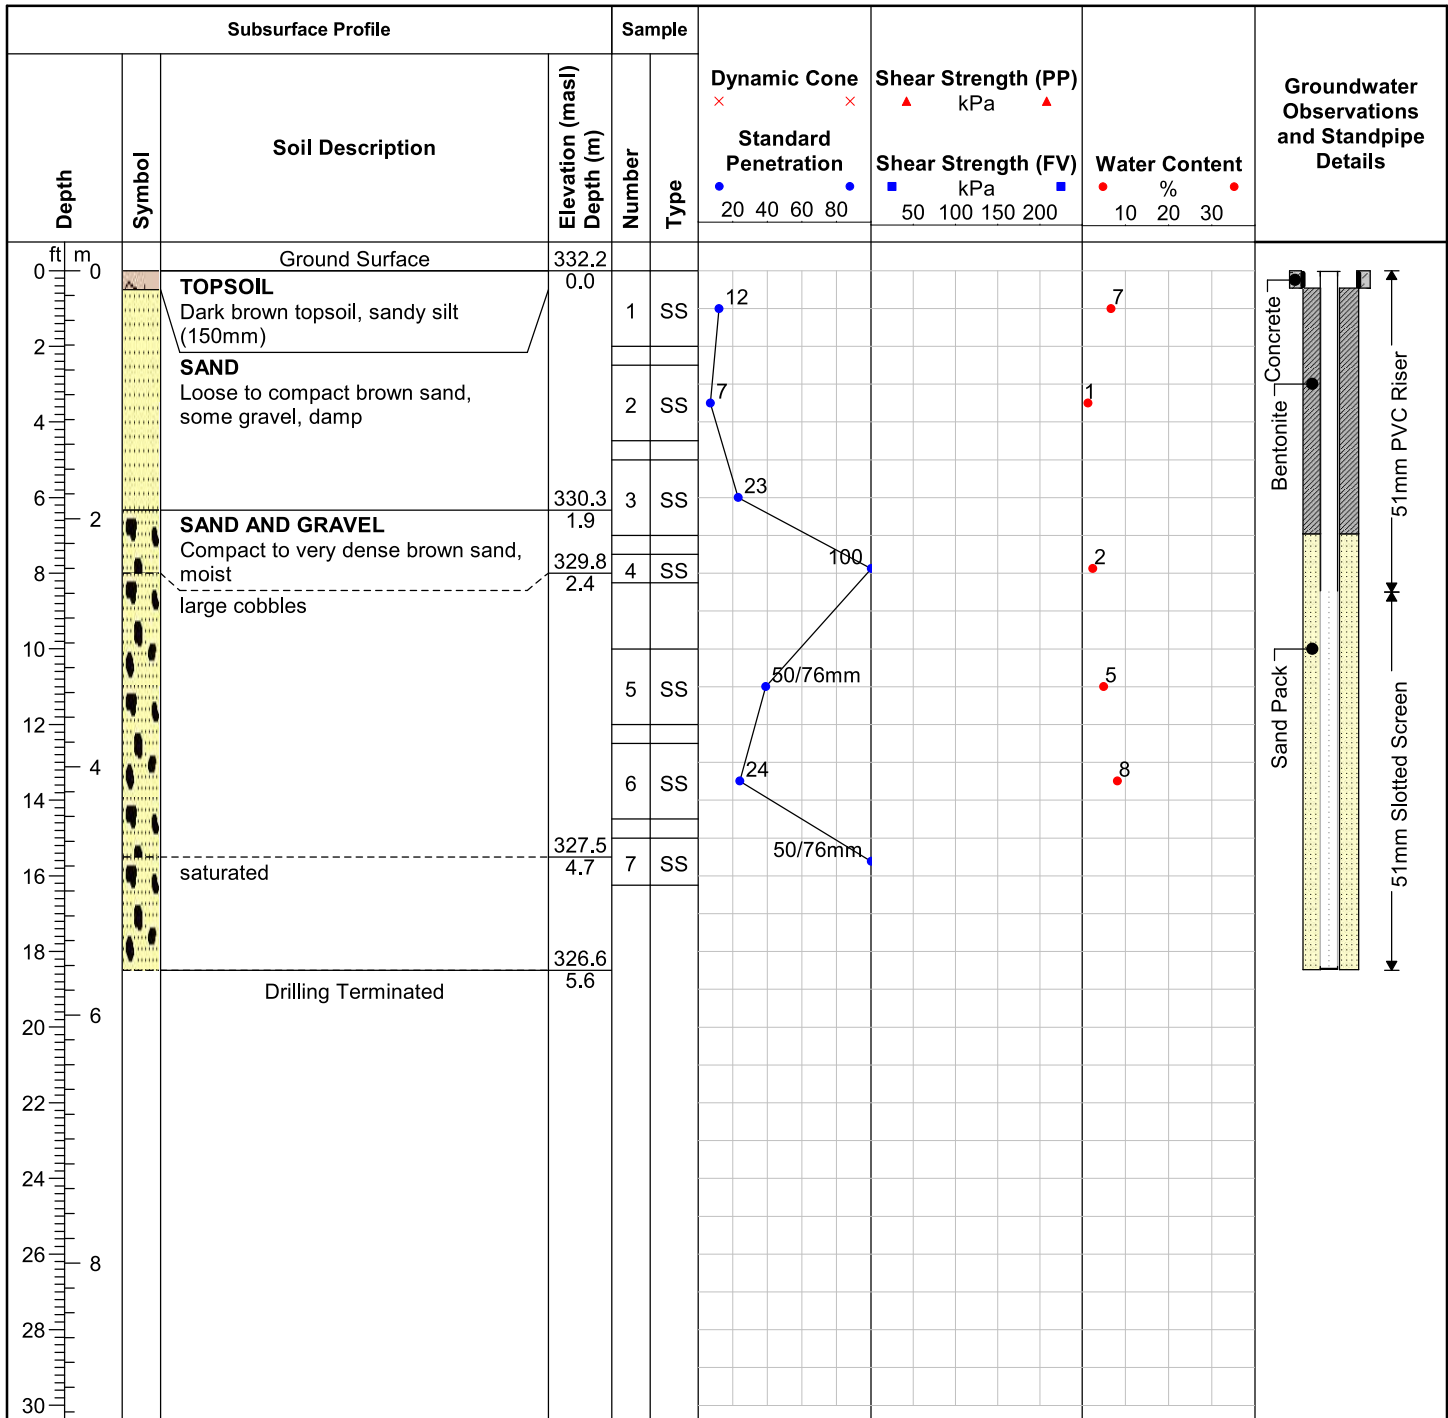 Subsurface Profile
Sample
Depth
Symbol
Soil Description
Elevation (masl)
Depth (m)
Number
Type
Dynamic Cone
Standard
Penetration
20 40 60 80
Shear Strength (PP)
kPa
Shear Strength (FV)
kPa
50 100 150 200
Water Content
%
10 20 30
Groundwater
Observations
and Standpipe
Details
ft m
0 0
2
4
6
2
8
10
12
4
14
16
18
6
20
22
24
26
8
28
30
Ground Surface
332.2
0.0
TOPSOIL
Dark brown topsoil, sandy silt
(150mm)
SAND
Loose to compact brown sand,
some gravel, damp
330.3
1.9
SAND AND GRAVEL
Compact to very dense brown sand,
moist
329.8
2.4
large cobbles
327.5
4.7
saturated
326.6
5.6
Drilling Terminated
1 SS
2 SS
3 SS
4 SS
5 SS
6 SS
7 SS
12
7
23
100
50/76mm
24
50/76mm
7
1
2
5
8
Concrete
Bentonite
51mm PVC Riser
Sand Pack
51mm Slotted Screen